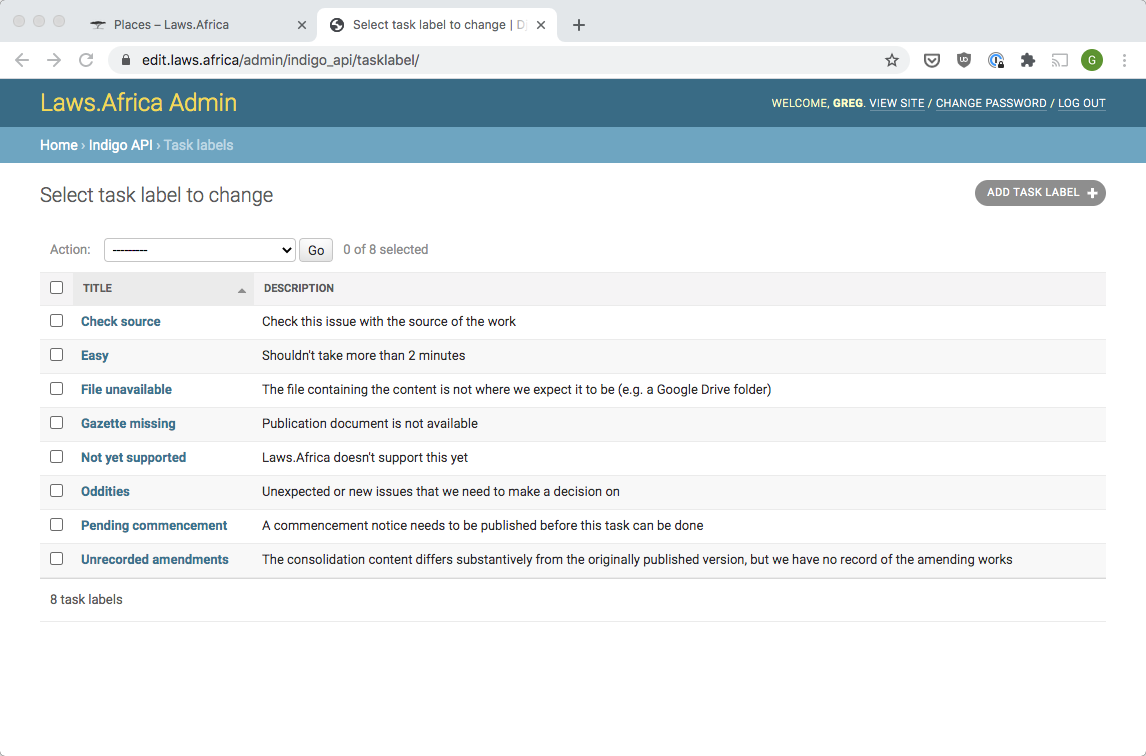 Places – Laws.Africa
Select task label to change | D
edit.laws.africa/admin/indigo_api/tasklabel/
G
Laws.Africa Admin
WELCOME, GREG. VIEW SITE / CHANGE PASSWORD / LOG OUT
Home › Indigo API › Task labels
Select task label to change
ADD TASK LABEL +
Action: --------- Go 0 of 8 selected
TITLE DESCRIPTION
Check source Check this issue with the source of the work
Easy Shouldn't take more than 2 minutes
File unavailable The file containing the content is not where we expect it to be (e.g. a Google Drive folder)
Gazette missing Publication document is not available
Not yet supported Laws.Africa doesn't support this yet
Oddities Unexpected or new issues that we need to make a decision on
Pending commencement A commencement notice needs to be published before this task can be done
Unrecorded amendments The consolidation content differs substantively from the originally published version, but we have no record of the amending works
8 task labels